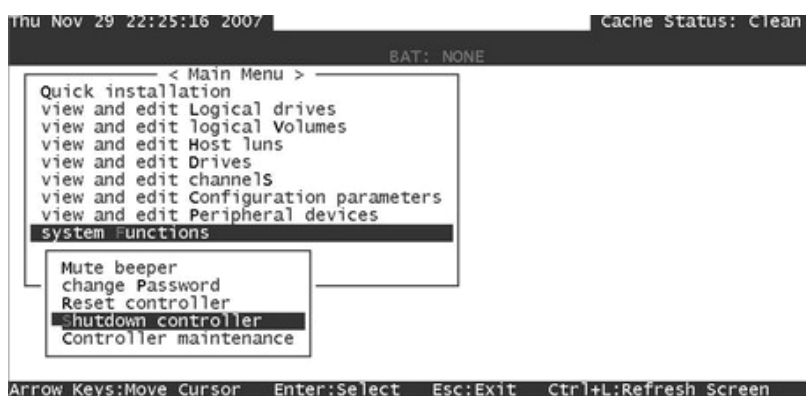 Thu Nov 29 22:25:16 2007 Cache Status: Clean
BAT: NONE
< Main Menu >
Quick installation
view and edit Logical drives
view and edit logical Volumes
view and edit Host luns
view and edit Drives
view and edit channelS
view and edit Configuration parameters
view and edit Peripheral devices
system Functions
Mute beeper
change Password
Reset controller
Shutdown controller
Controller maintenance
Arrow Keys:Move Cursor Enter:Select Esc:Exit Ctrl+L:Refresh Screen